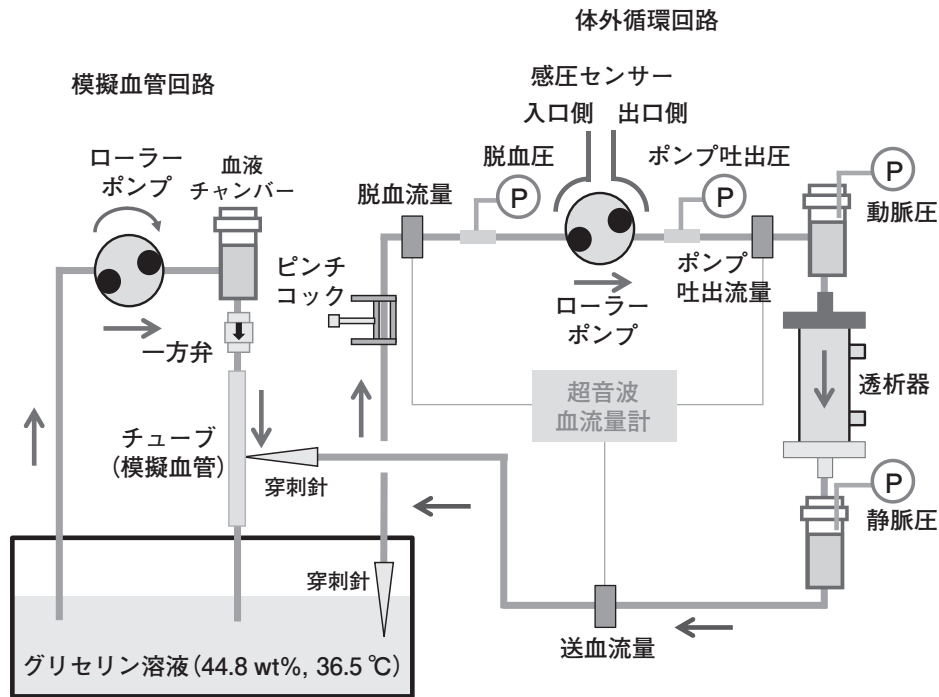 体外循環回路
模擬血管回路
感圧センサー
入口側 出口側
ローラー
ポンプ
血液
チャンバー
脱血流量
脱血圧
P
ポンプ吐出圧
P
P
動脈圧
ピンチ
コック
ローラー
ポンプ
ポンプ
吐出流量
一方弁
超音波
血流量計
透析器
チューブ
(模擬血管)
穿刺針
P
静脈圧
穿刺針
送血流量
グリセリン溶液(44.8 wt%, 36.5 ℃)